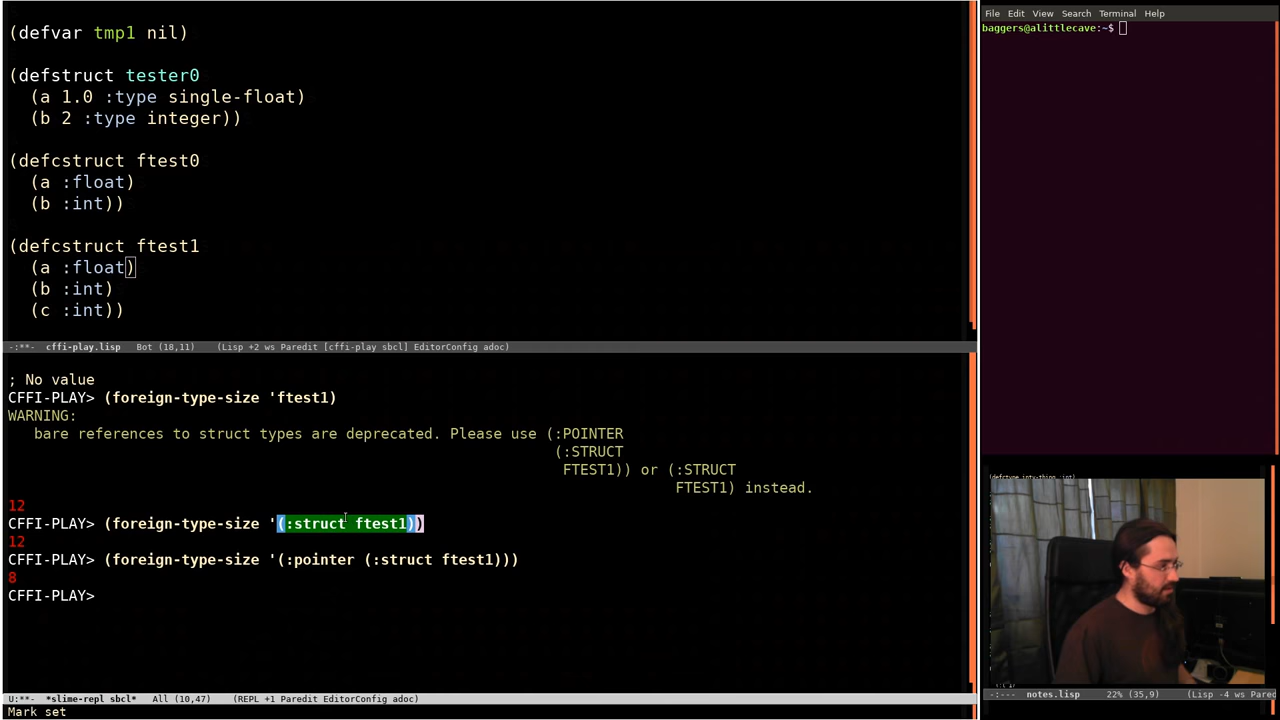 (defvar tmp1 nil)
(defstruct tester0
(a 1.0 :type single-float)
(b 2 :type integer))
(defcstruct ftest0
(a :float)
(b :int))
(defcstruct ftest1
(a :float)
(b :int)
(c :int))
-:**- cffi-play.lisp Bot (18,11) (Lisp +2 ws Paredit [cffi-play sbcl] EditorConfig adoc)
; No value
CFFI-PLAY> (foreign-type-size 'ftest1)
WARNING:
bare references to struct types are deprecated. Please use (:POINTER
(:STRUCT
FTEST1)) or (:STRUCT
FTEST1) instead.
12
CFFI-PLAY> (foreign-type-size '(:struct ftest1))
12
CFFI-PLAY> (foreign-type-size '(:pointer (:struct ftest1)))
8
CFFI-PLAY>
U:**- *slime-repl sbcl* All (10,47) (REPL +1 Paredit EditorConfig adoc)
Mark set
File Edit View Search Terminal Help
baggers@alittlecave:~$
-:--- notes.lisp 22% (35,9) (Lisp -4 ws Pared